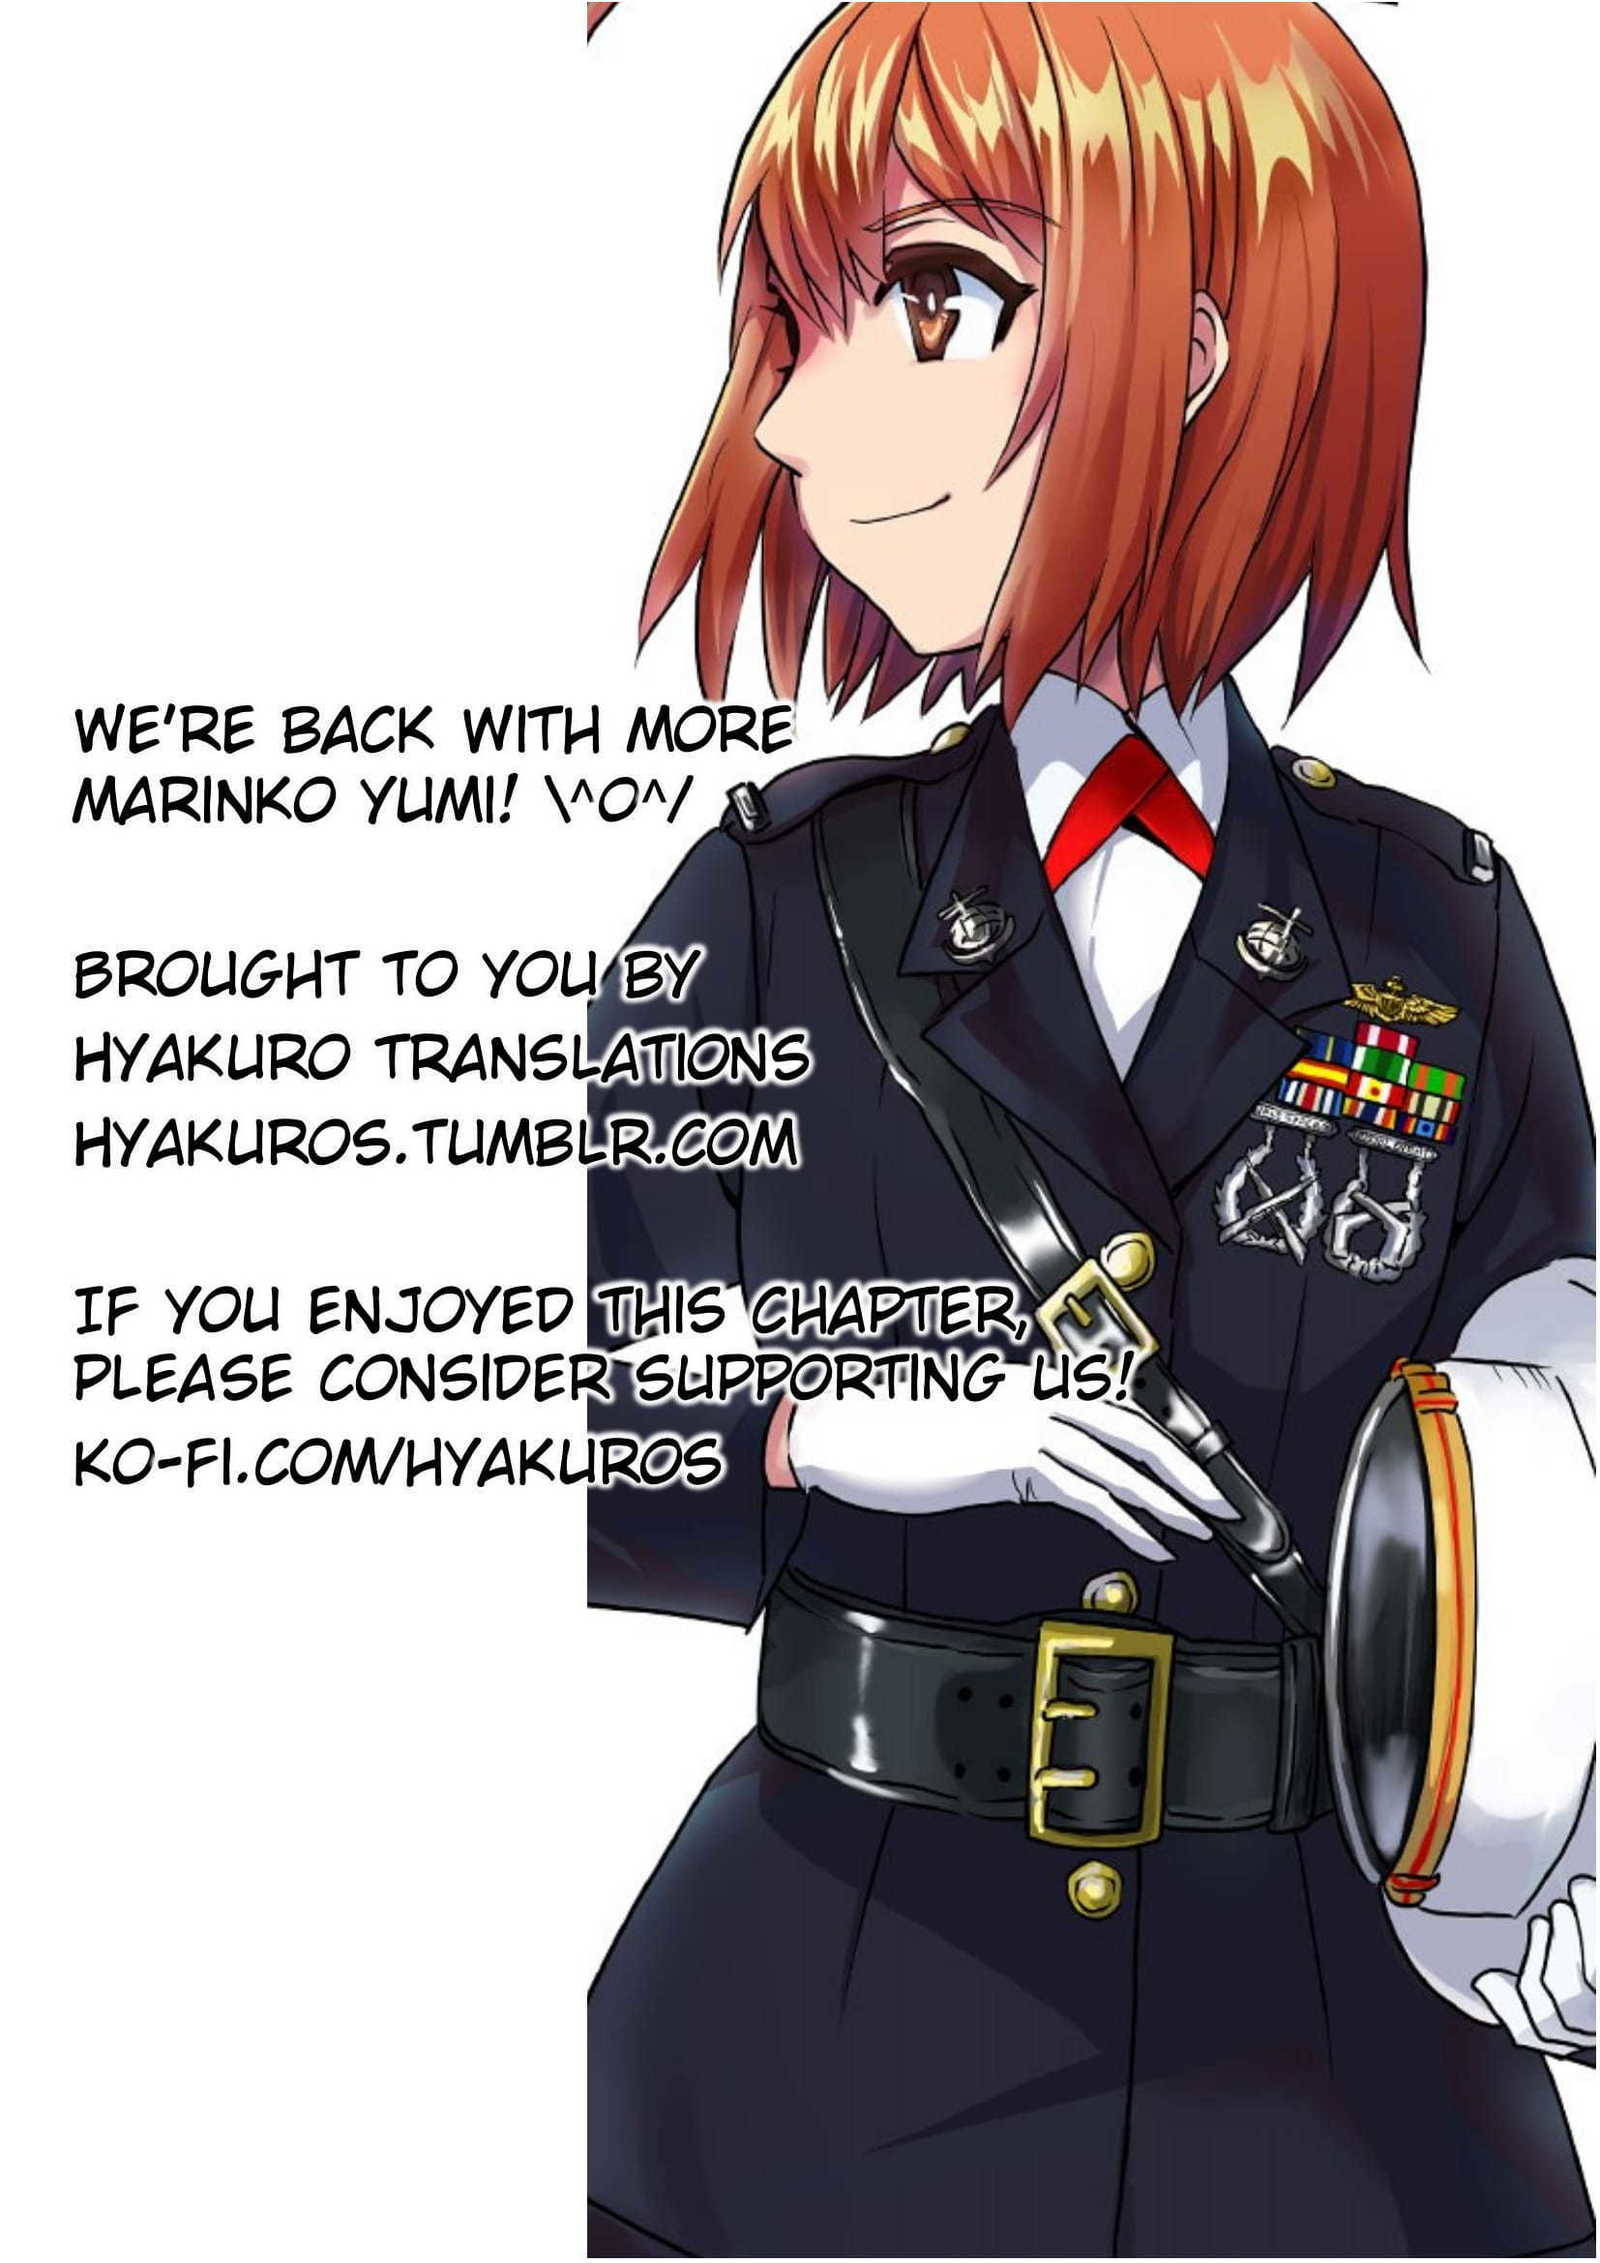 WE'RE BACK WITH MORE
MARINKO YUMI! \^O^/
BROUGHT TO YOU BY
HYAKURO TRANSLATIONS
HYAKUROS.TUMBLR.COM
IF YOU ENJOYED THIS CHAPTER,
PLEASE CONSIDER SUPPORTING US!
KO-FI.COM/HYAKUROS